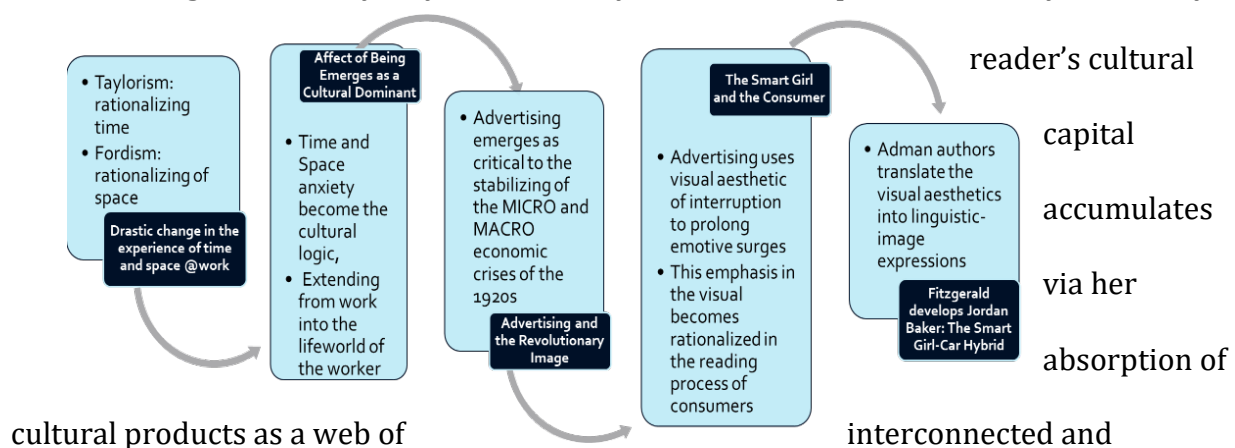 • Taylorism:
rationalizing
time
• Fordism:
rationalizing of
space
Drastic change in the
experience of time
and space @work
Affect of Being
Emerges as a
Cultural Dominant
• Time and
Space
anxiety
become the
cultural
logic,
• Extending
from work
into the
lifeworld of
the worker
• Advertising
emerges as
critical to the
stabilizing of
the MICRO and
MACRO
economic
crises of the
1920s
Advertising and
the Revolutionary
Image
The Smart Girl
and the Consumer
• Advertising uses
visual aesthetic
of interruption
to prolong
emotive surges
• This emphasis in
the visual
becomes
rationalized in
the reading
process of
consumers
• Adman authors
translate the
visual aesthetics
into linguistic-
image
expressions
Fitzgerald
develops Jordan
Baker: The Smart
Girl-Car Hybrid
reader's cultural
capital
accumulates
via her
absorption of
cultural products as a web of interconnected and